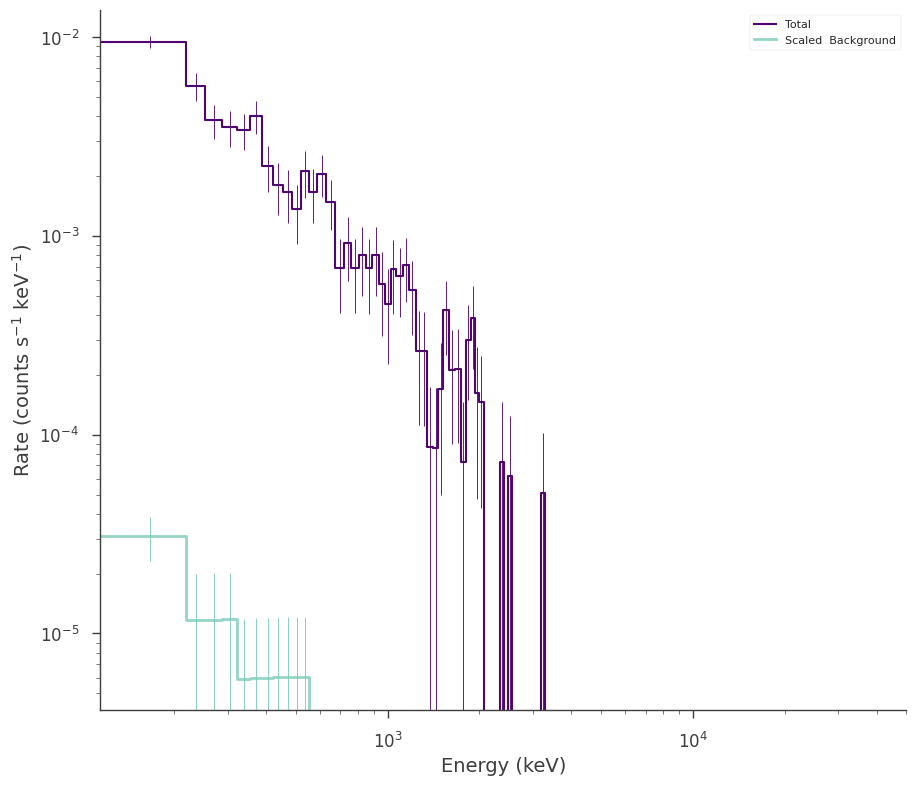 Total
Scaled  Background
10⁻²
10⁻³
10⁻⁴
10⁻⁵
Rate (counts s⁻¹ keV⁻¹)
10³
10⁴
Energy (keV)